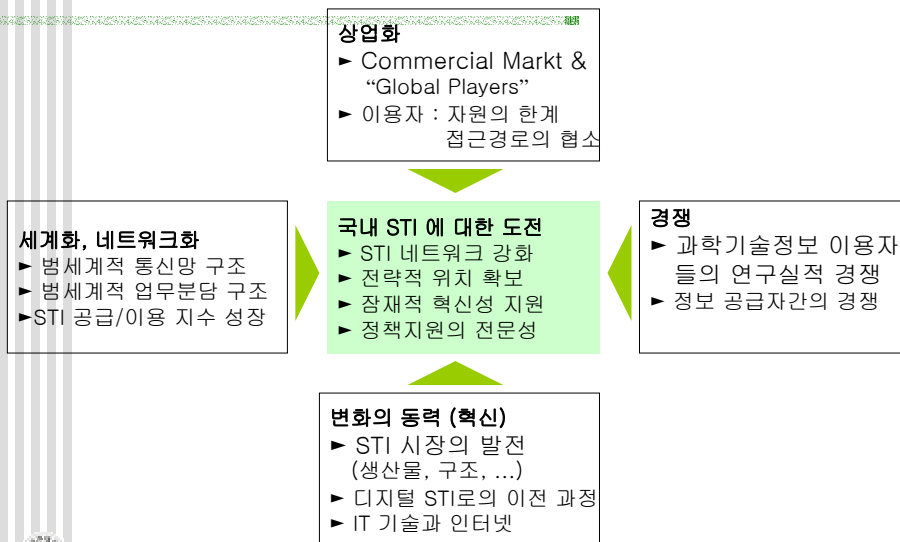 상업화
► Commercial Markt &
“Global Players”
► 이용자 : 자원의 한계
접근경로의 협소
세계화, 네트워크화
► 범세계적 통신망 구조
► 범세계적 업무분담 구조
►STI 공급/이용 지수 성장
국내 STI 에 대한 도전
► STI 네트워크 강화
► 전략적 위치 확보
► 잠재적 혁신성 지원
► 정책지원의 전문성
경쟁
► 과학기술정보 이용자
들의 연구실적 경쟁
► 정보 공급자간의 경쟁
변화의 동력 (혁신)
► STI 시장의 발전
(생산물, 구조, ...)
► 디지털 STI로의 이전 과정
► IT 기술과 인터넷